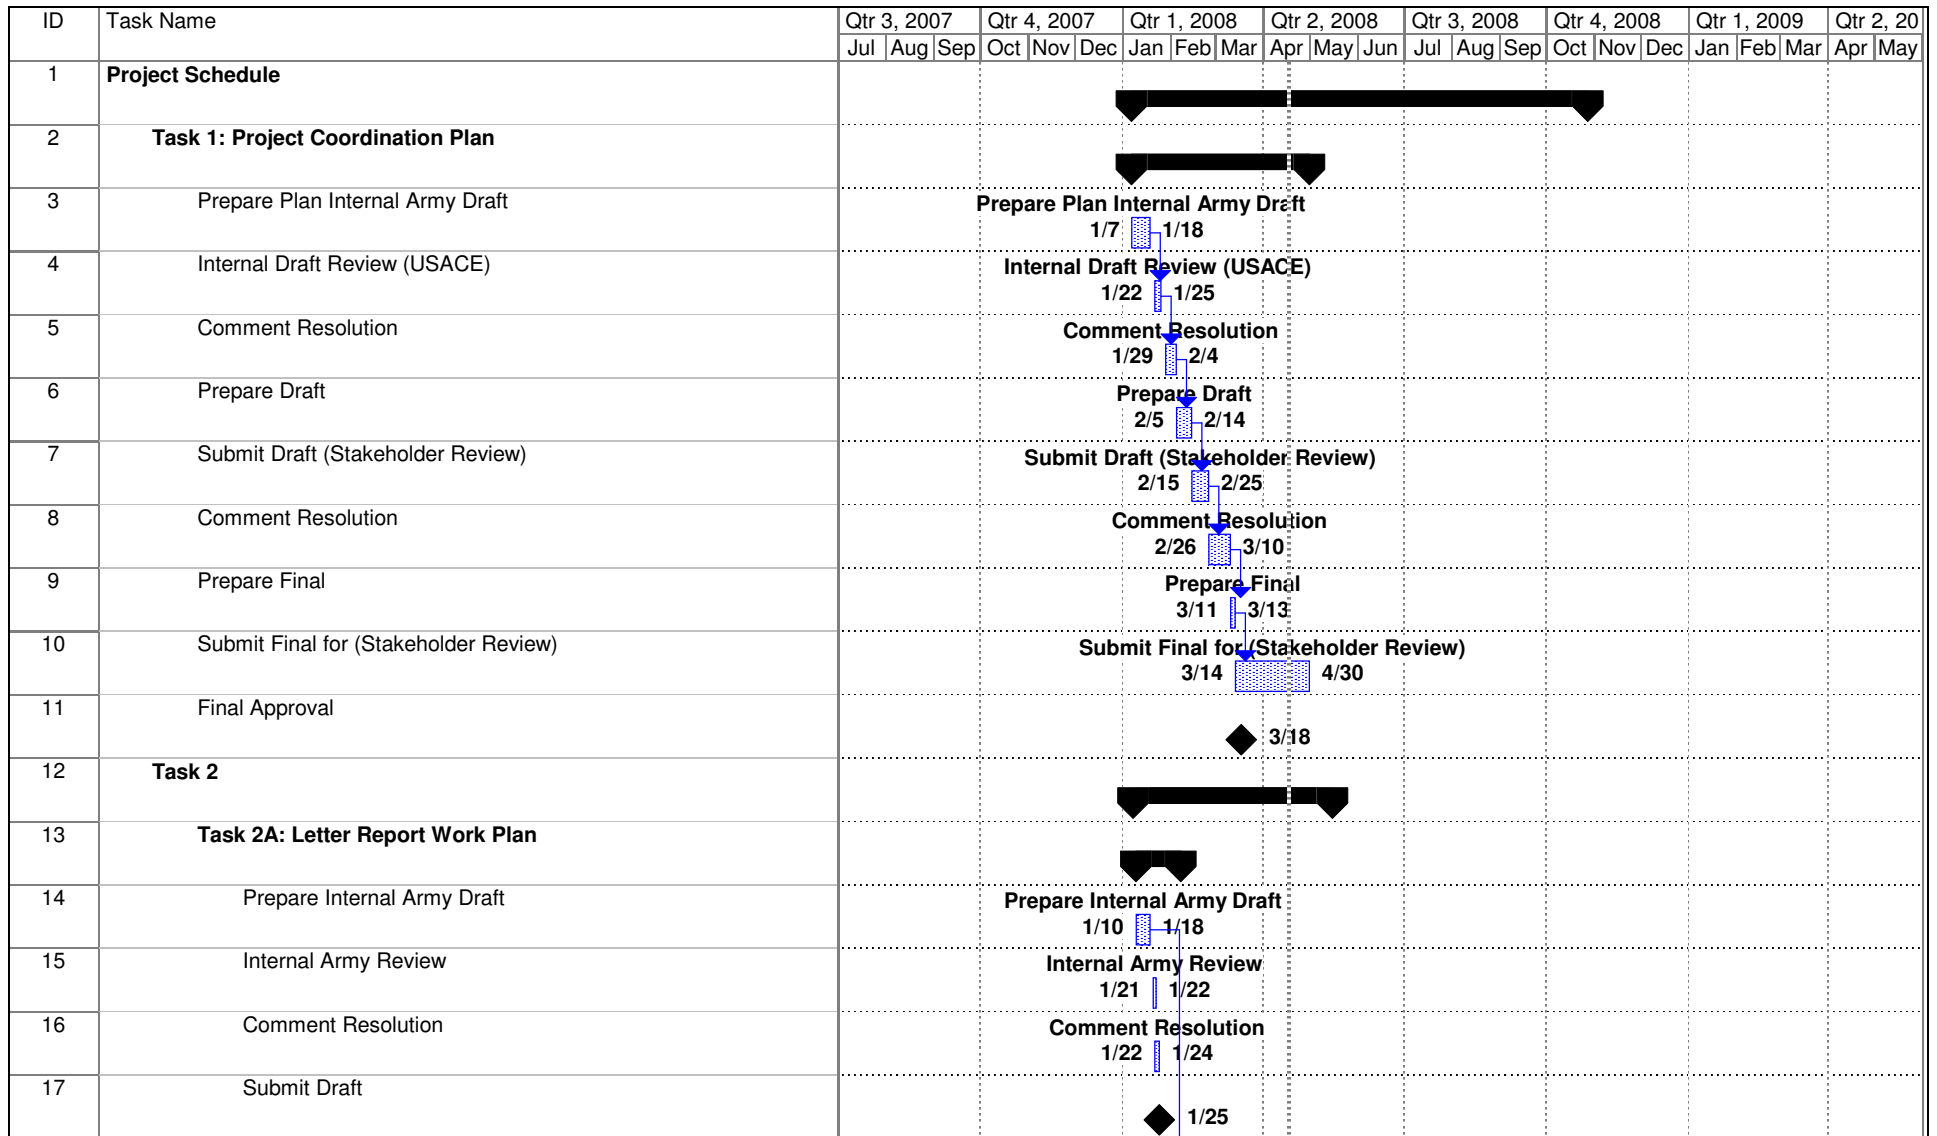 ID Task Name Qtr 3, 2007 Qtr 4, 2007 Qtr 1, 2008 Qtr 2, 2008 Qtr 3, 2008 Qtr 4, 2008 Qtr 1, 2009 Qtr 2, 20
Jul Aug Sep Oct Nov Dec Jan Feb Mar Apr May Jun Jul Aug Sep Oct Nov Dec Jan Feb Mar Apr May
1 Project Schedule
2 Task 1: Project Coordination Plan
3 Prepare Plan Internal Army Draft Prepare Plan Internal Army Draft
1/7 1/18
4 Internal Draft Review (USACE) Internal Draft Review (USACE)
1/22 1/25
5 Comment Resolution Comment Resolution
1/29 2/4
6 Prepare Draft Prepare Draft
2/5 2/14
7 Submit Draft (Stakeholder Review) Submit Draft (Stakeholder Review)
2/15 2/25
8 Comment Resolution Comment Resolution
2/26 3/10
9 Prepare Final Prepare Final
3/11 3/13
10 Submit Final for (Stakeholder Review) Submit Final for (Stakeholder Review)
3/14 4/30
11 Final Approval
3/18
12 Task 2
13 Task 2A: Letter Report Work Plan
14 Prepare Internal Army Draft Prepare Internal Army Draft
1/10 1/18
15 Internal Army Review Internal Army Review
1/21 1/22
16 Comment Resolution Comment Resolution
1/22 1/24
17 Submit Draft
1/25